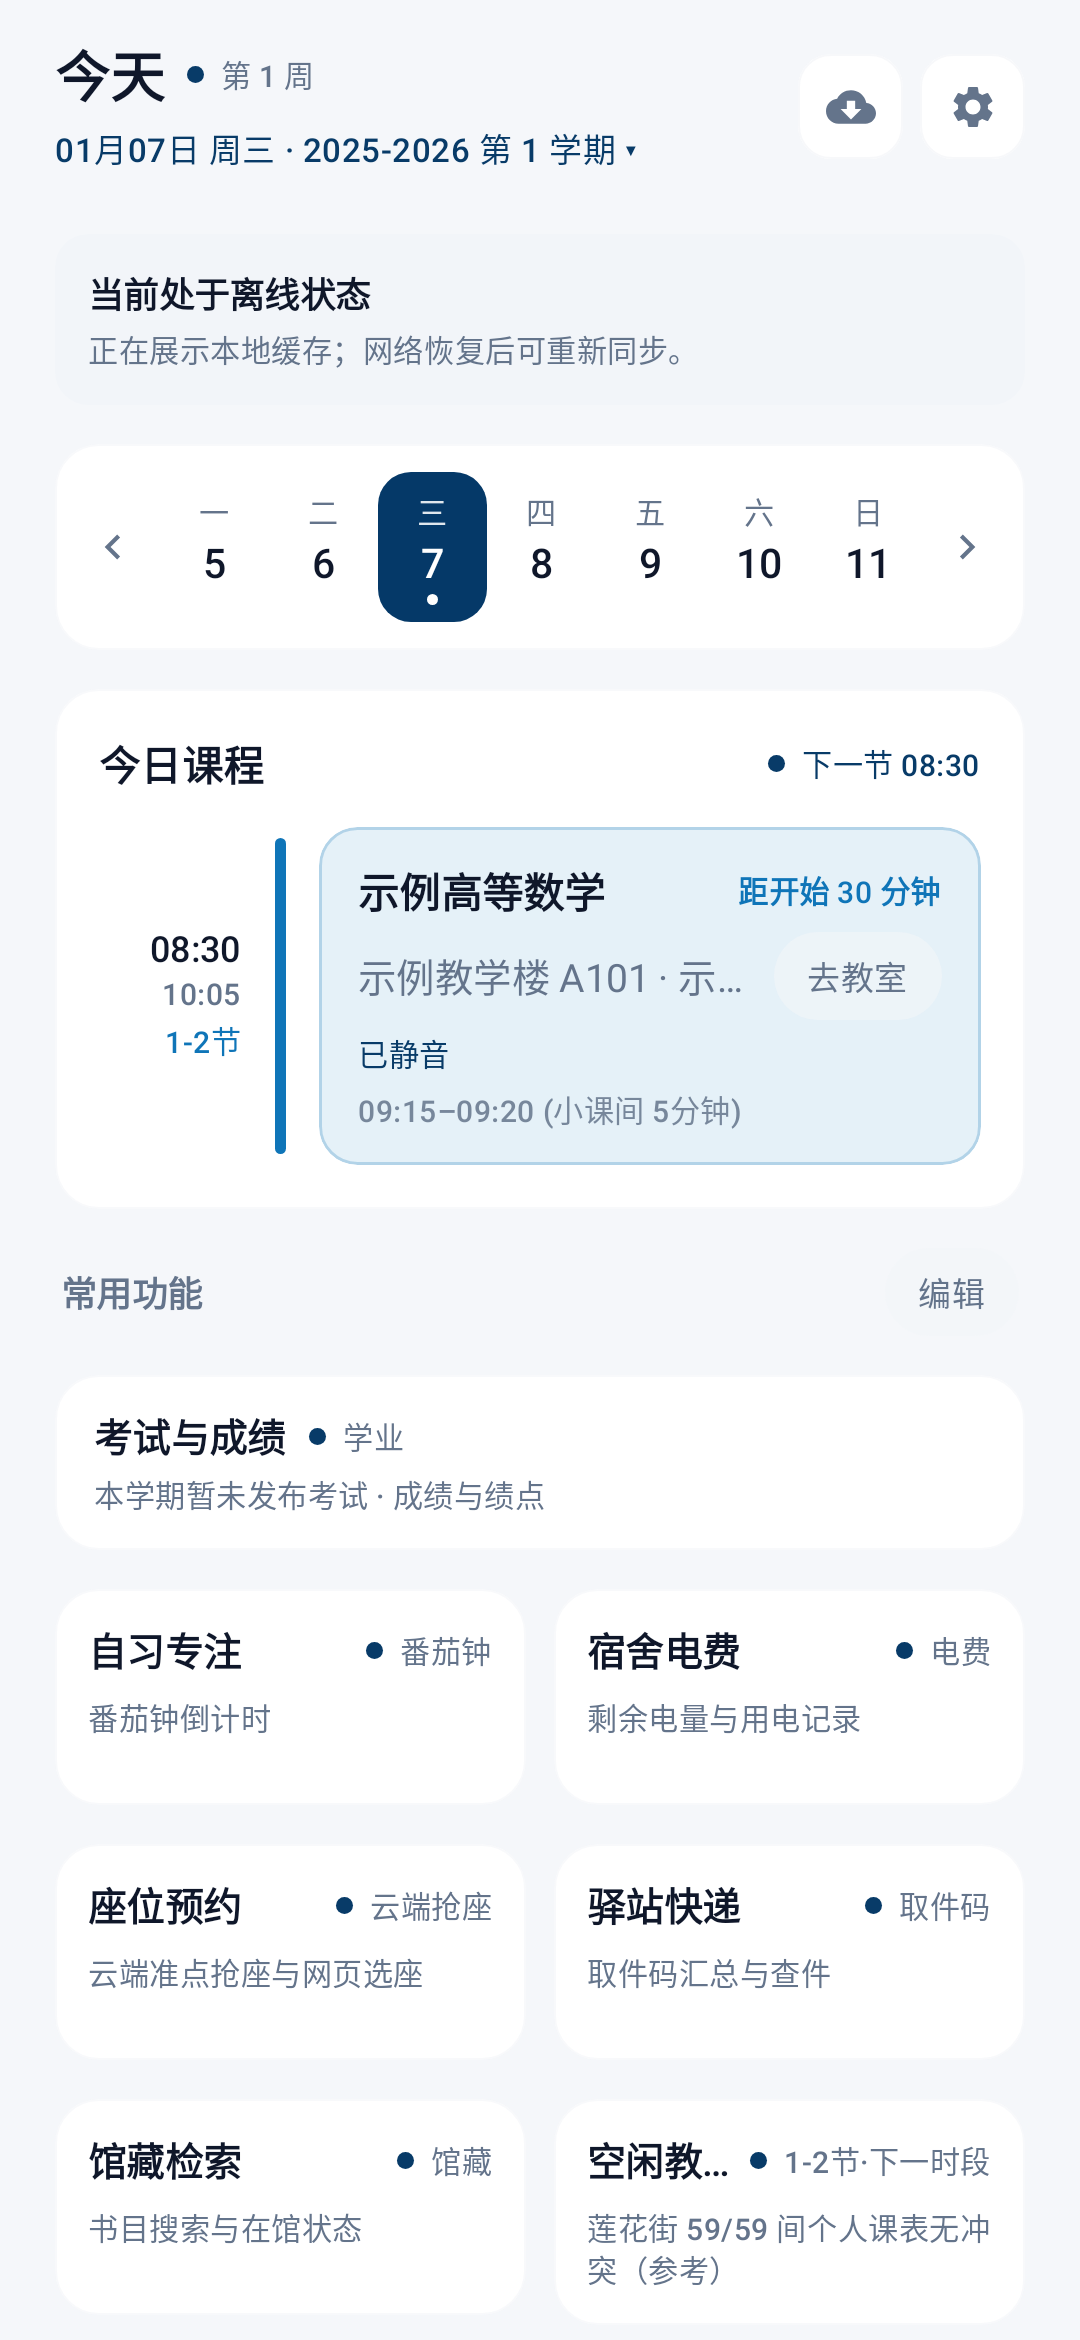 今天 ● 第 1 周
01月07日 周三 · 2025-2026 第 1 学期 ▾
当前处于离线状态
正在展示本地缓存；网络恢复后可重新同步。
一 二 三 四 五 六 日
5 6 7 8 9 10 11
今日课程 ● 下一节 08:30
示例高等数学 距开始 30 分钟
08:30
10:05
1-2节
示例教学楼 A101 · 示… 去教室
已静音
09:15–09:20 (小课间 5分钟)
常用功能 编辑
考试与成绩 ● 学业
本学期暂未发布考试 · 成绩与绩点
自习专注 ● 番茄钟
番茄钟倒计时
宿舍电费 ● 电费
剩余电量与用电记录
座位预约 ● 云端抢座
云端准点抢座与网页选座
驿站快递 ● 取件码
取件码汇总与查件
馆藏检索 ● 馆藏
书目搜索与在馆状态
空闲教… ● 1-2节·下一时段
莲花街 59/59 间个人课表无冲
突（参考）